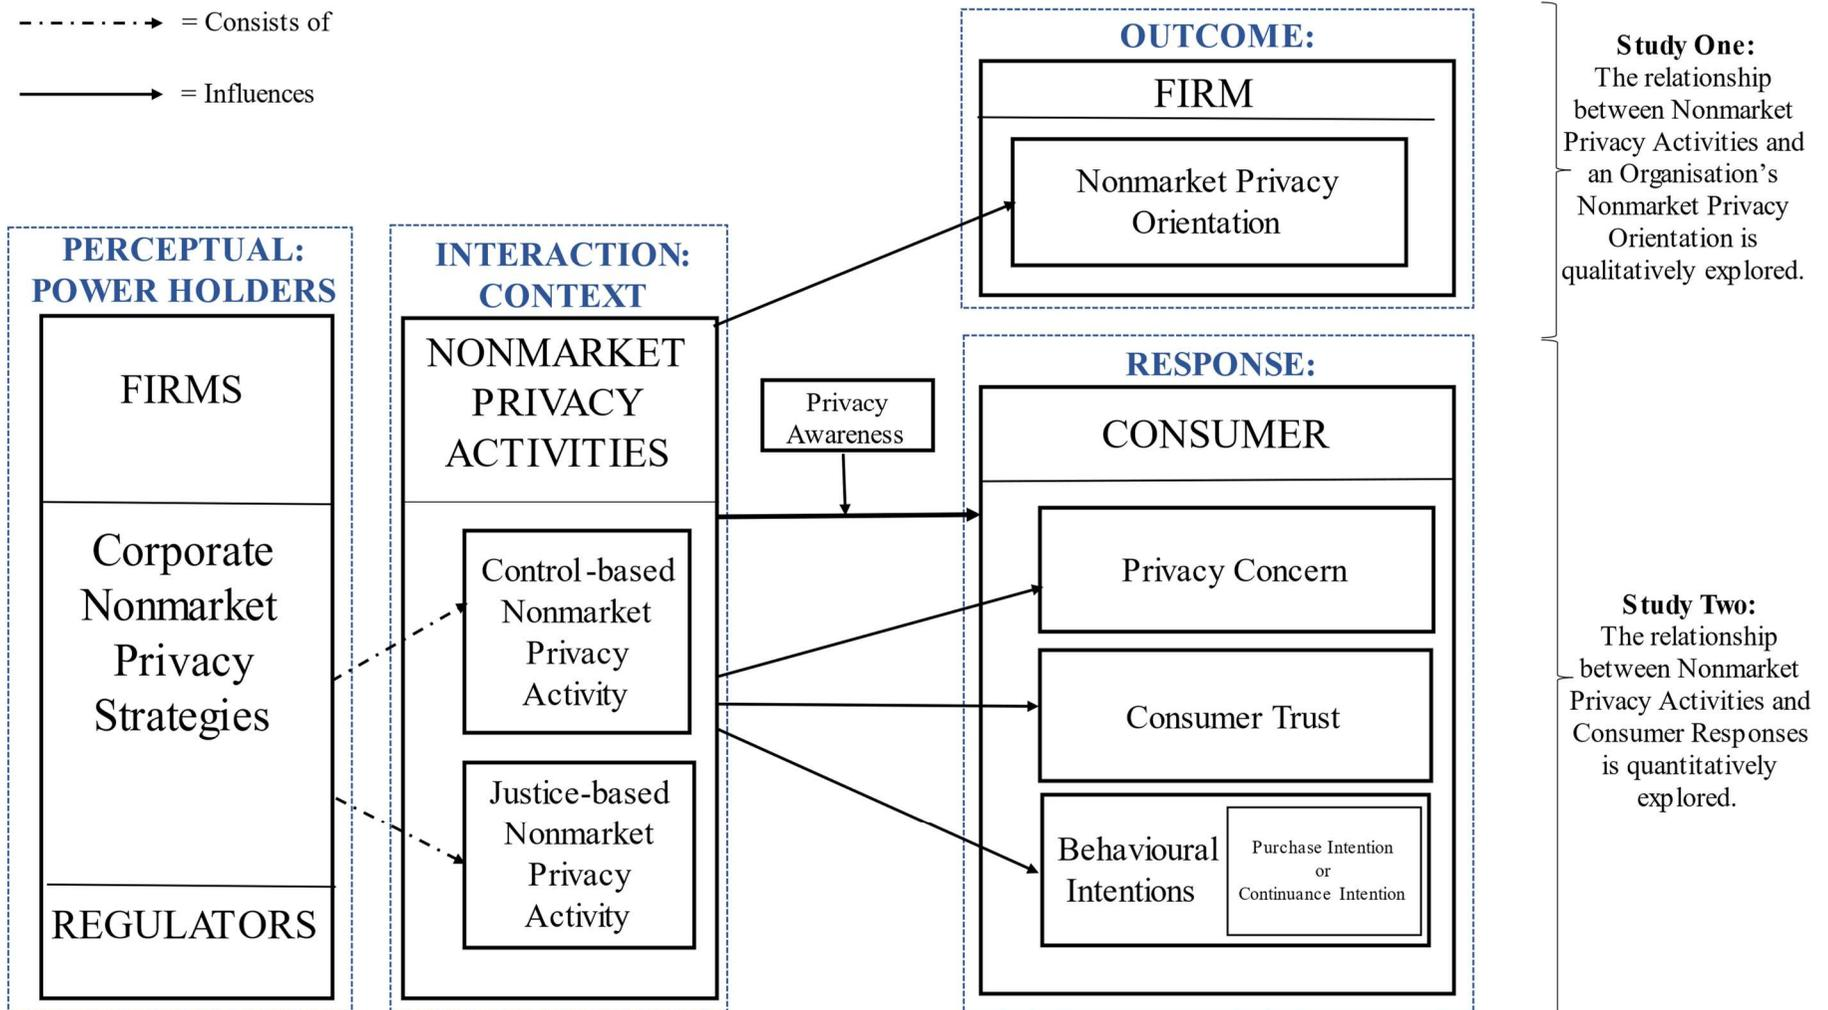 = Consists of
= Influences
PERCEPTUAL:
POWER HOLDERS
FIRMS
Corporate
Nonmarket
Privacy
Strategies
REGULATORS
INTERACTION:
CONTEXT
NONMARKET
PRIVACY
ACTIVITIES
Control-based
Nonmarket
Privacy
Activity
Justice-based
Nonmarket
Privacy
Activity
Privacy
Awareness
OUTCOME:
FIRM
Nonmarket Privacy
Orientation
RESPONSE:
CONSUMER
Privacy Concern
Consumer Trust
Behavioural
Intentions
Purchase Intention
or
Continuance Intention
Study One:
The relationship
between Nonmarket
Privacy Activities and
an Organisation’s
Nonmarket Privacy
Orientation is
qualitatively explored.
Study Two:
The relationship
between Nonmarket
Privacy Activities and
Consumer Responses
is quantitatively
explored.